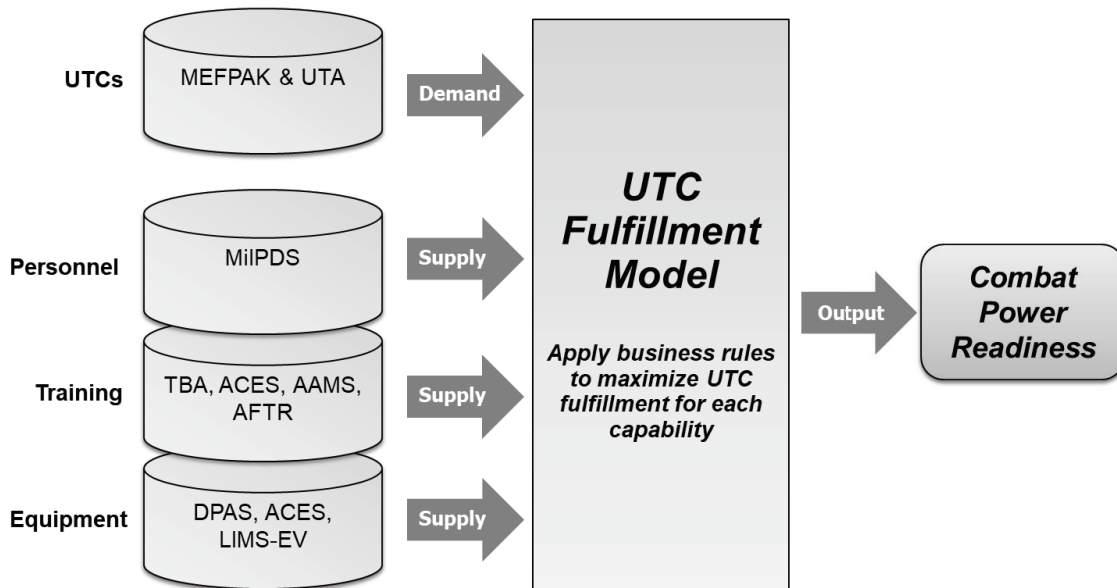 UTCs
MEFPAK & UTA
Demand
Personnel
MilPDS
Supply
Training
TBA, ACES, AAMS,
AFTR
Supply
Equipment
DPAS, ACES,
LIMS-EV
Supply
UTC
Fulfillment
Model
Apply business rules
to maximize UTC
fulfillment for each
capability
Output
Combat
Power
Readiness